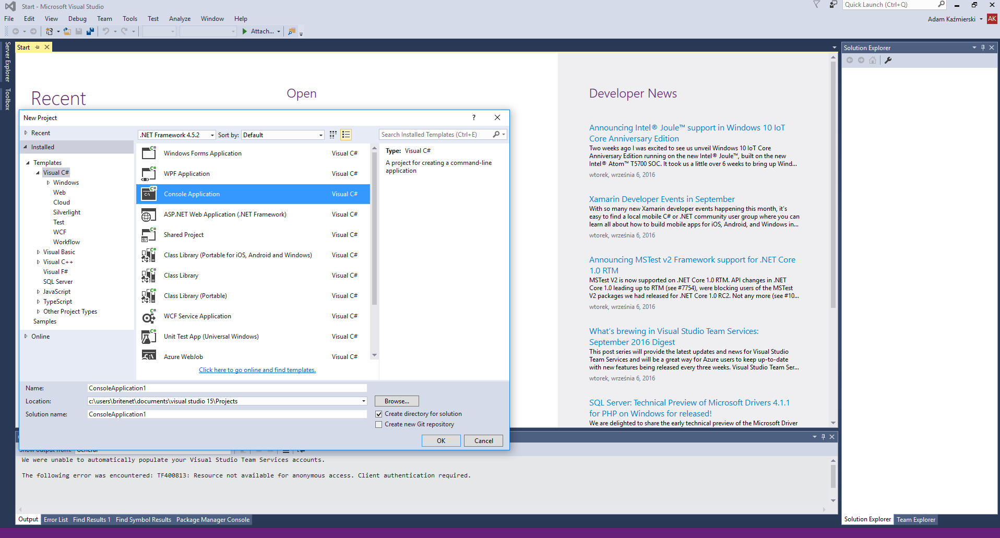 Start - Microsoft Visual Studio
Quick Launch (Ctrl+Q)
File Edit View Debug Team Tools Test Analyze Window Help
Adam Kaźmierski AK
Attach...
Server Explorer
Toolbox
Start
Recent
Open
Developer News
Announcing Intel® Joule™ support in Windows 10 IoT
Core Anniversary Edition
Two weeks ago I was excited to see us unveil Windows 10 IoT Core
Anniversary Edition running on the new Intel® Joule™, built on the new
Intel® Atom™ T5700 SOC. It took us a little over 6 weeks to bring up Wind...
wtorek, września 6, 2016
Xamarin Developer Events in September
With so many new Xamarin developer events happening this month, it's
easy to find a local mobile C# or .NET community user group where you can
learn all about how to build mobile apps for iOS, Android, and Windows in...
wtorek, września 6, 2016
Announcing MSTest v2 Framework support for .NET Core
1.0 RTM
MSTest V2 is now supported on .NET Core 1.0 RTM. API changes in .NET
Core 1.0 leading up to RTM (see #7754), were blocking users of the MSTest
V2 packages we had released for .NET Core 1.0 RC2. Not any more (see #10...
wtorek, września 6, 2016
What's brewing in Visual Studio Team Services:
September 2016 Digest
This post series will provide the latest updates and news for Visual Studio
Team Services and will be a great way for Azure users to keep up-to-date
with new features being released every three weeks. Visual Studio Team Ser...
wtorek, września 6, 2016
SQL Server: Technical Preview of Microsoft Drivers 4.1.1
for PHP on Windows for released!
We are delighted to share the early technical preview of the Microsoft Driver
Solution Explorer
New Project
?
Recent
Installed
Templates
Visual C#
Windows
Web
Cloud
Silverlight
Test
WCF
Workflow
Visual Basic
Visual C++
Visual F#
SQL Server
JavaScript
TypeScript
Other Project Types
Samples
Online
.NET Framework 4.5.2 Sort by: Default
Search Installed Templates (Ctrl+E)
Windows Forms Application Visual C#
WPF Application Visual C#
Console Application Visual C#
ASP.NET Web Application (.NET Framework) Visual C#
Shared Project Visual C#
Class Library (Portable for iOS, Android and Windows) Visual C#
Class Library Visual C#
Class Library (Portable) Visual C#
WCF Service Application Visual C#
Unit Test App (Universal Windows) Visual C#
Azure WebJob Visual C#
Click here to go online and find templates.
Type: Visual C#
A project for creating a command-line
application
Name: ConsoleApplication1
Location: c:\users\britenet\documents\visual studio 15\Projects
Browse...
Solution name: ConsoleApplication1
Create directory for solution
Create new Git repository
OK Cancel
Show output from: General
We were unable to automatically populate your Visual Studio Team Services accounts.
The following error was encountered: TF400813: Resource not available for anonymous access. Client authentication required.
Output Error List Find Results 1 Find Symbol Results Package Manager Console
Solution Explorer Team Explorer